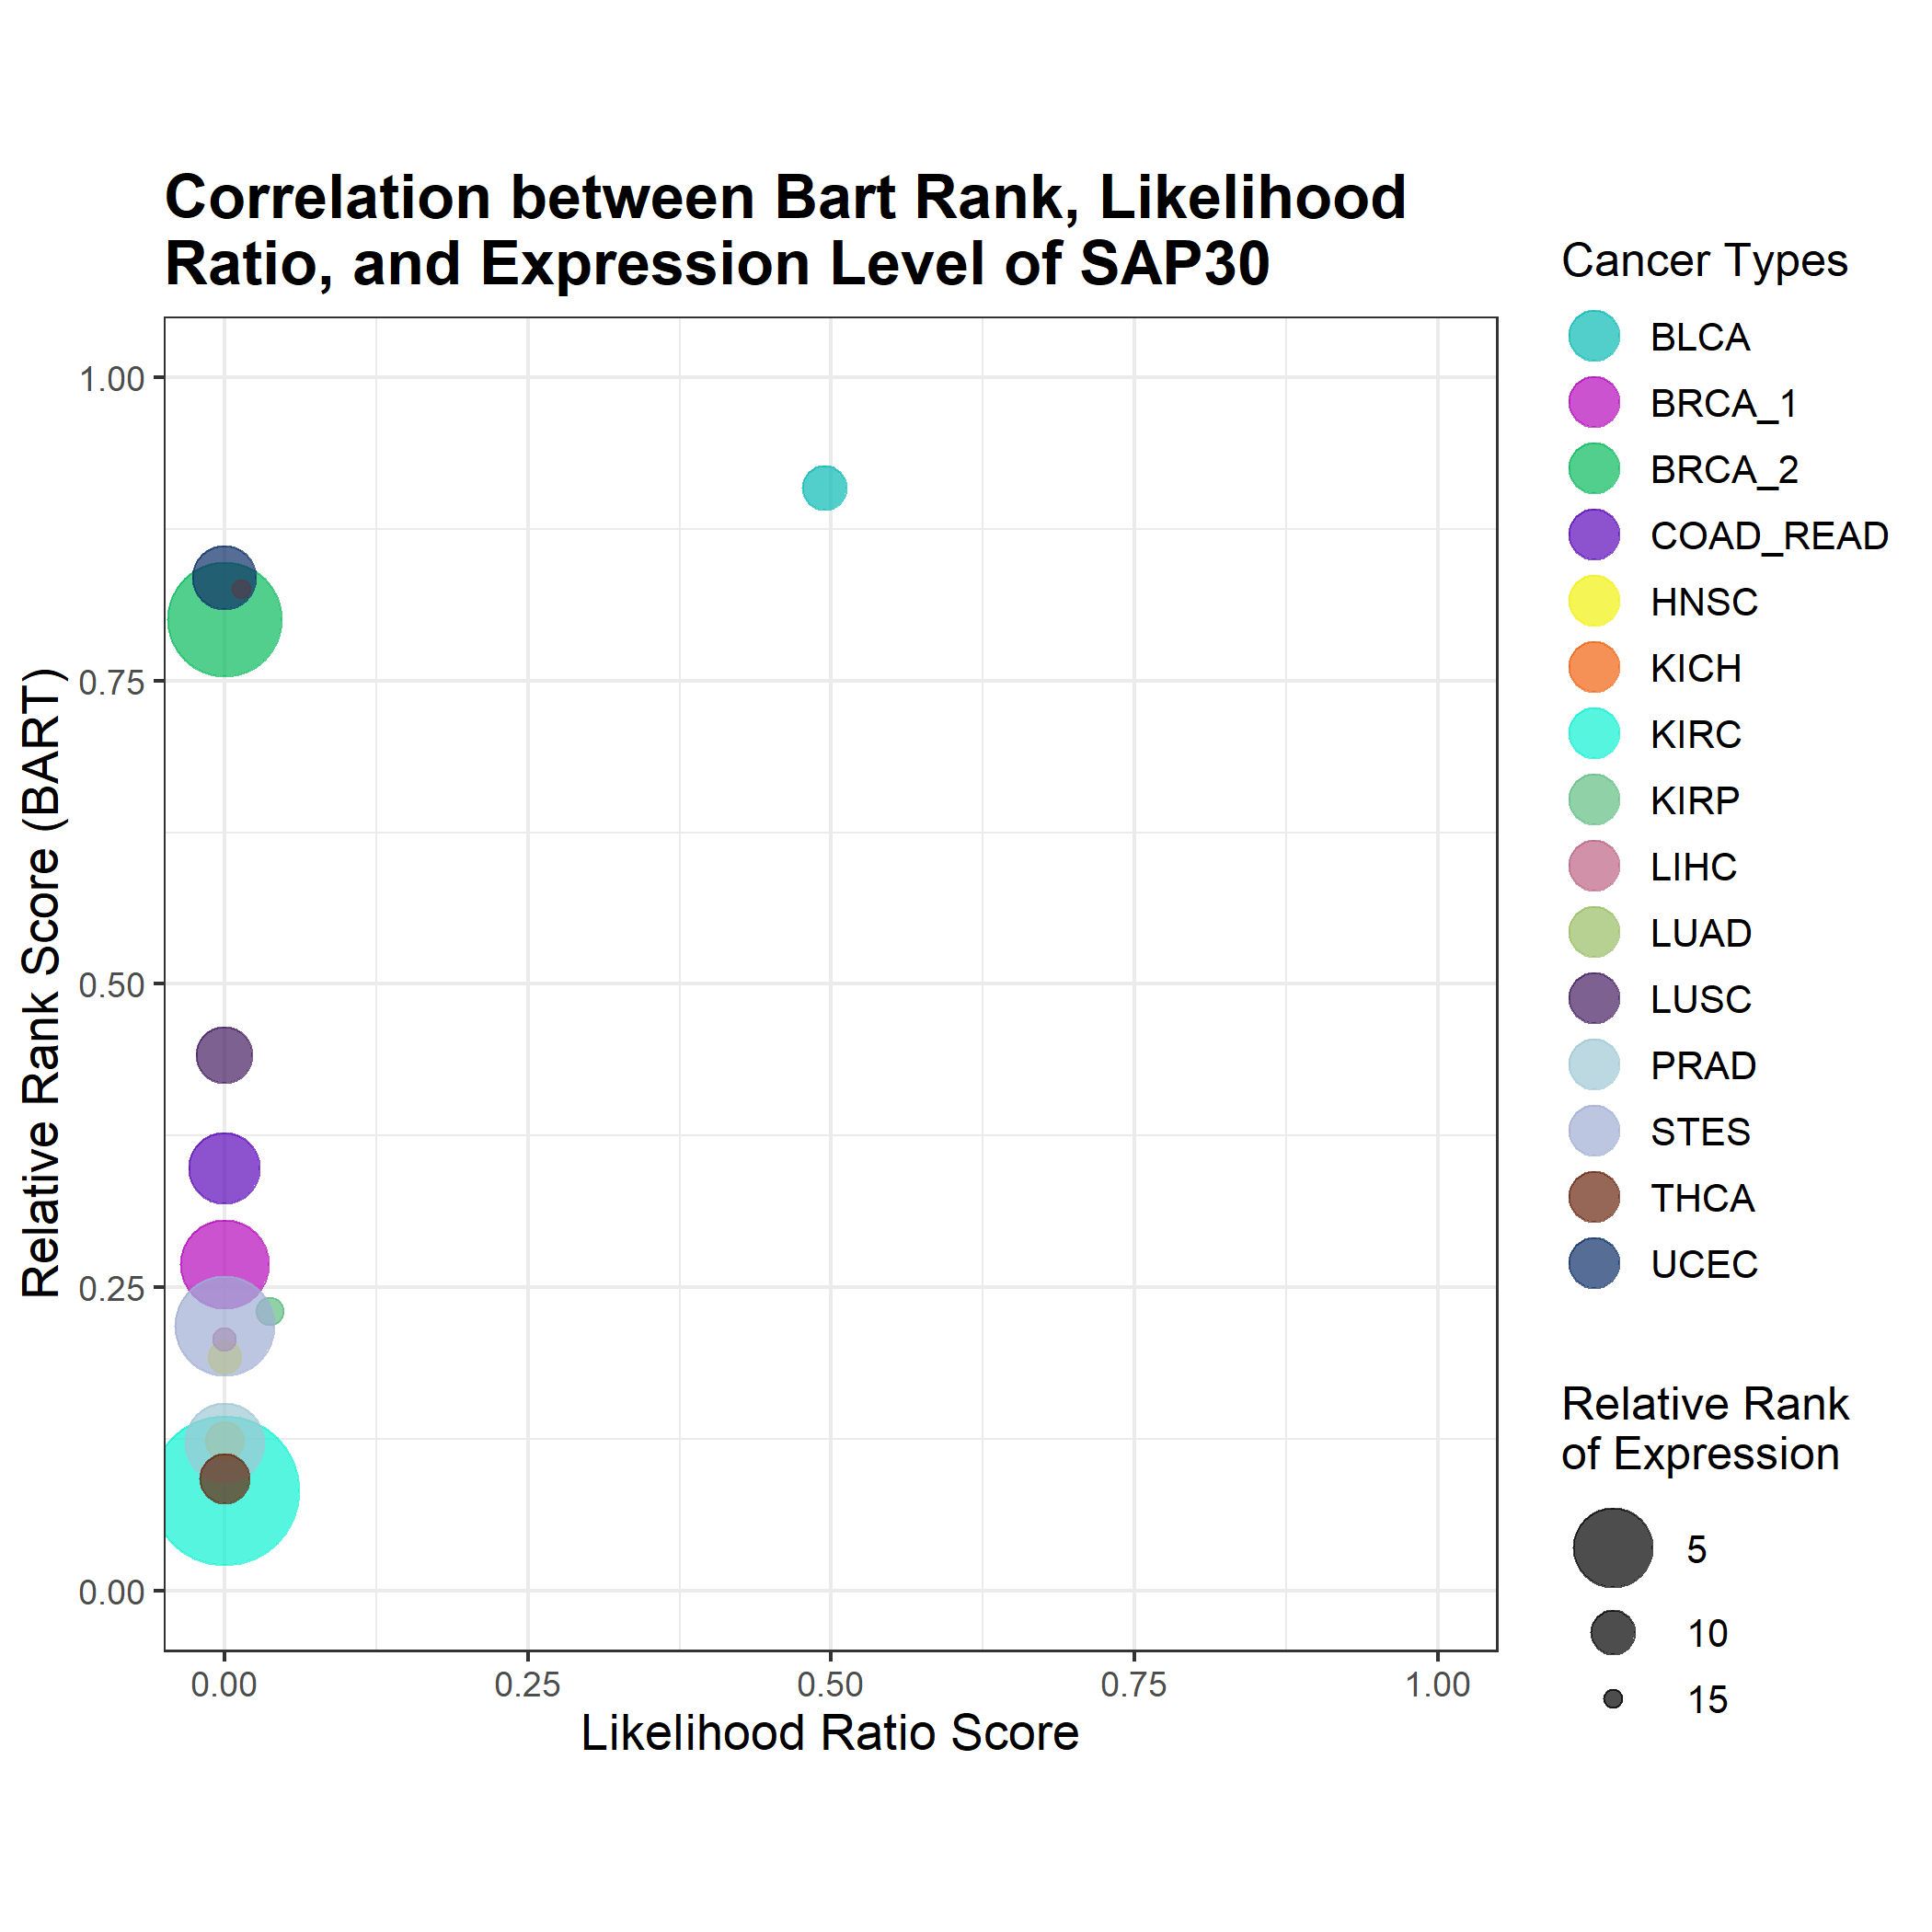 Correlation between Bart Rank, Likelihood
Ratio, and Expression Level of SAP30
Relative Rank Score (BART)
1.00
0.75
0.50
0.25
0.00
0.00
0.25
0.50
0.75
1.00
Likelihood Ratio Score
Cancer Types
BLCA
BRCA_1
BRCA_2
COAD_READ
HNSC
KICH
KIRC
KIRP
LIHC
LUAD
LUSC
PRAD
STES
THCA
UCEC
Relative Rank
of Expression
5
10
15